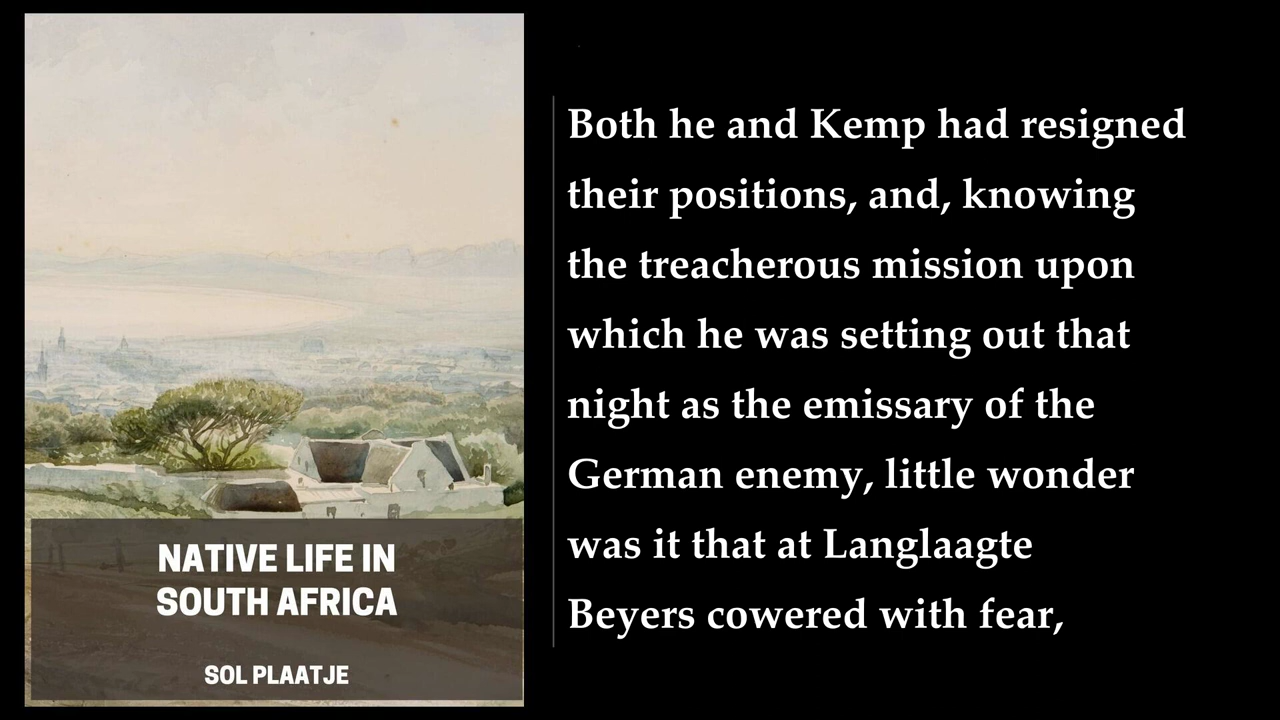 NATIVE LIFE IN
SOUTH AFRICA
SOL PLAATJE
Both he and Kemp had resigned
their positions, and, knowing
the treacherous mission upon
which he was setting out that
night as the emissary of the
German enemy, little wonder
was it that at Langlaagte
Beyers cowered with fear,